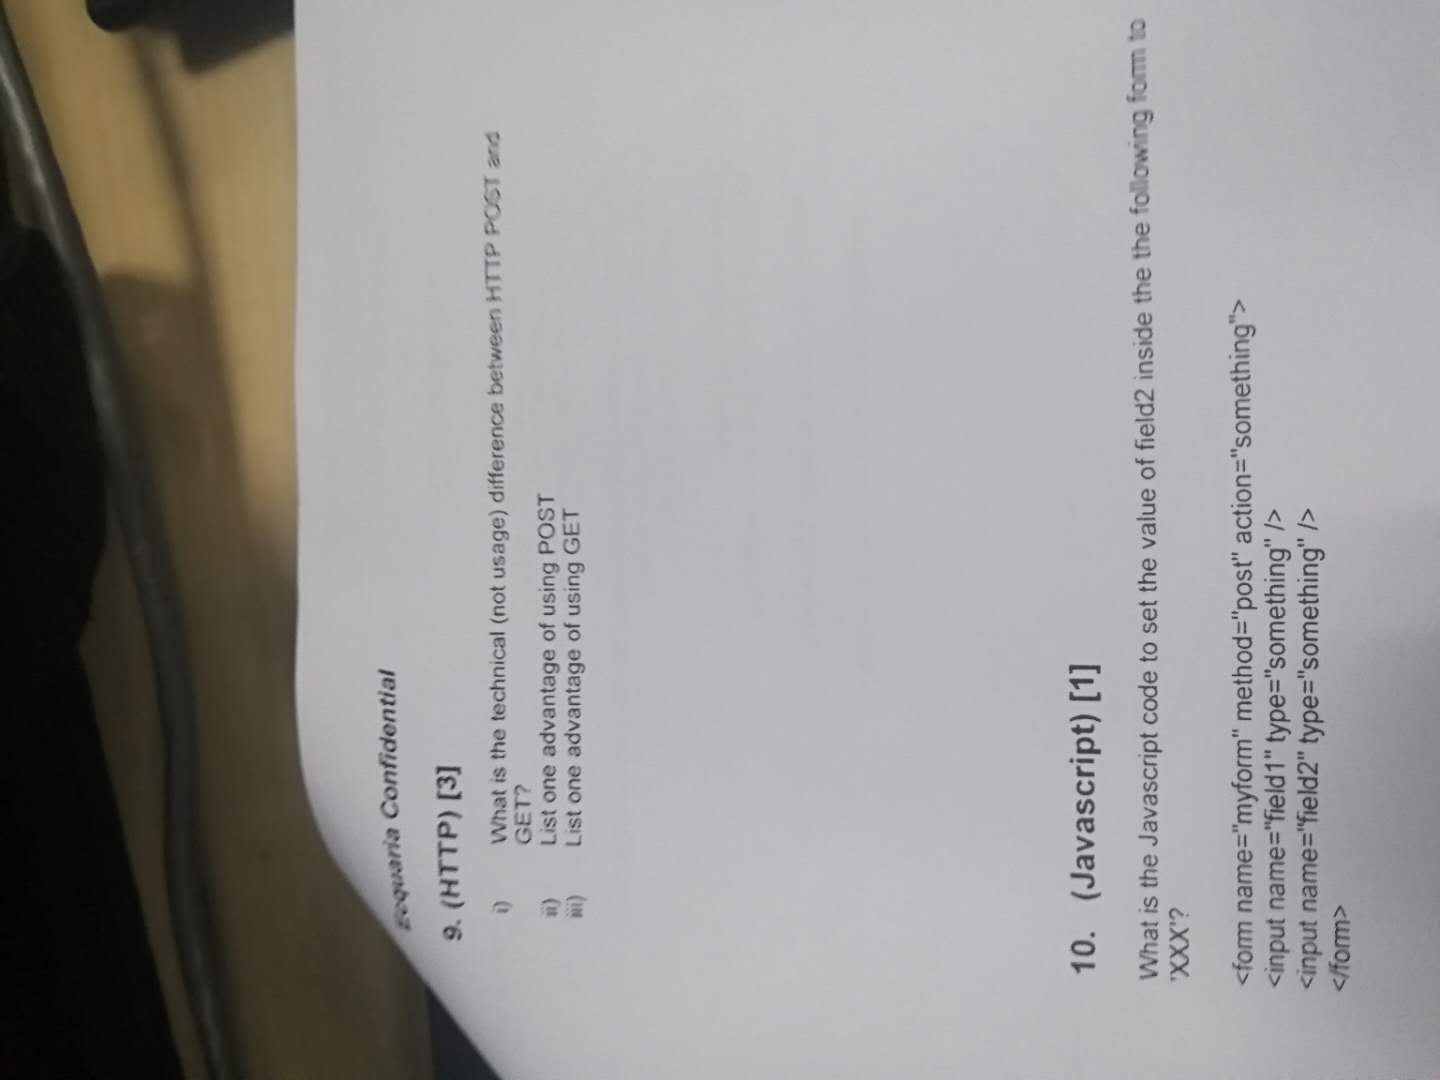 Confidential
9. (HTTP) [3]
i) What is the technical (not usage) difference between HTTP POST and
GET?
ii) List one advantage of using POST
iii) List one advantage of using GET
10. (Javascript) [1]
What is the Javascript code to set the value of field2 inside the the following form to
'XXX'?
<form name="myform" method="post" action="something">
<input name="field1" type="something" />
<input name="field2" type="something" />
</form>